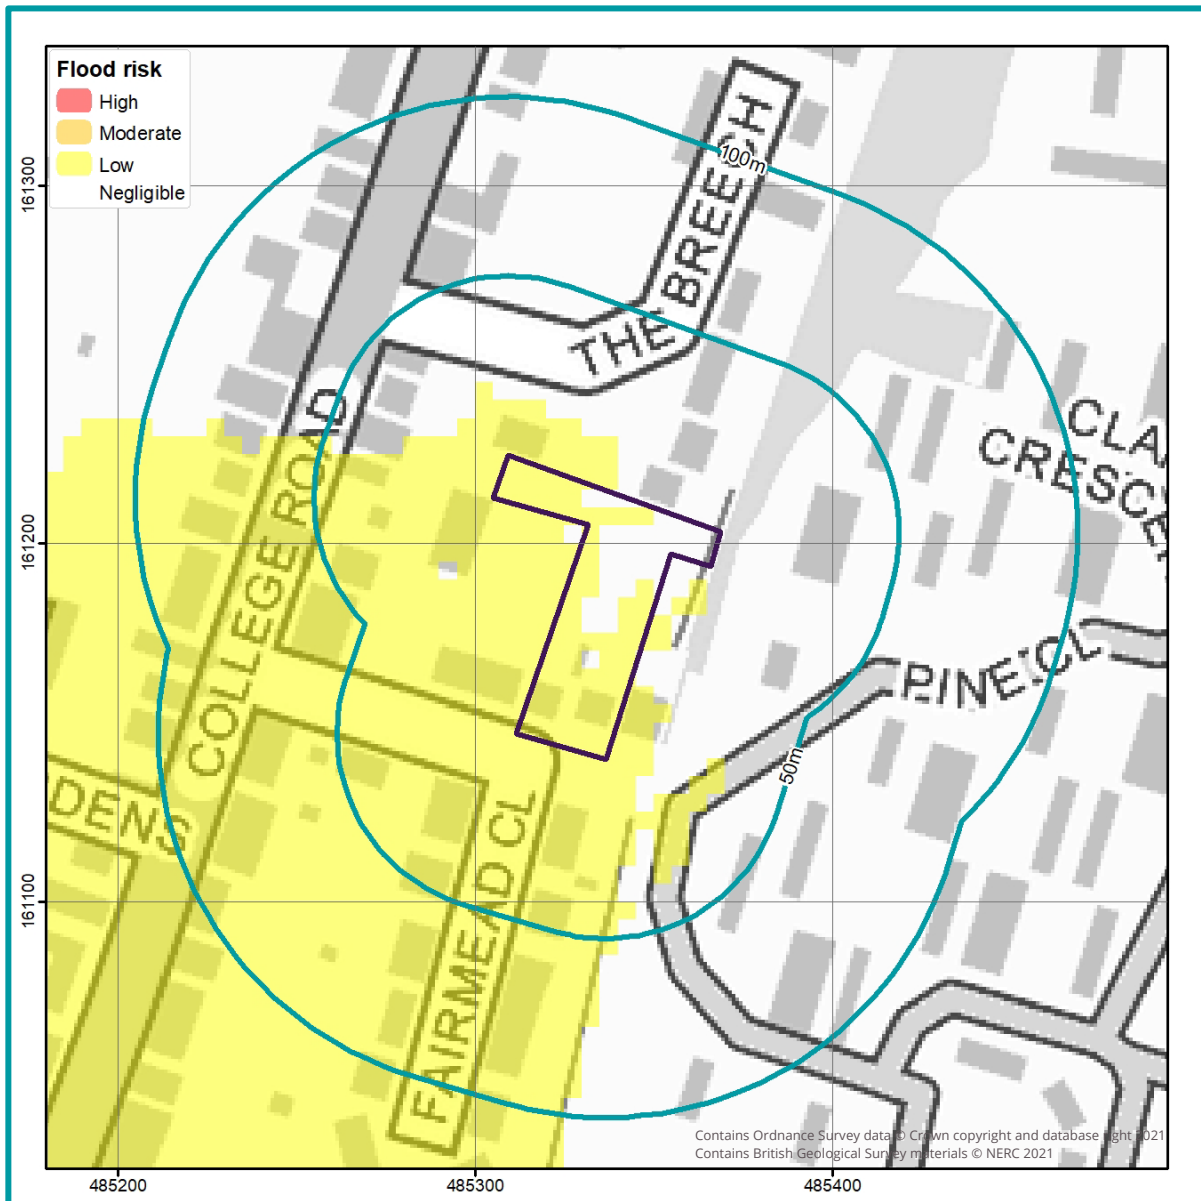 Flood risk
High
Moderate
Low
Negligible
THE BREECH
100m
161300
CRESCE
COLLEGE ROAD
161200
PINE CL
50m
DENS
FAIRMEAD CL
161100
Contains Ordnance Survey data © Crown copyright and database right 2021
Contains British Geological Survey materials © NERC 2021
485200
485300
485400